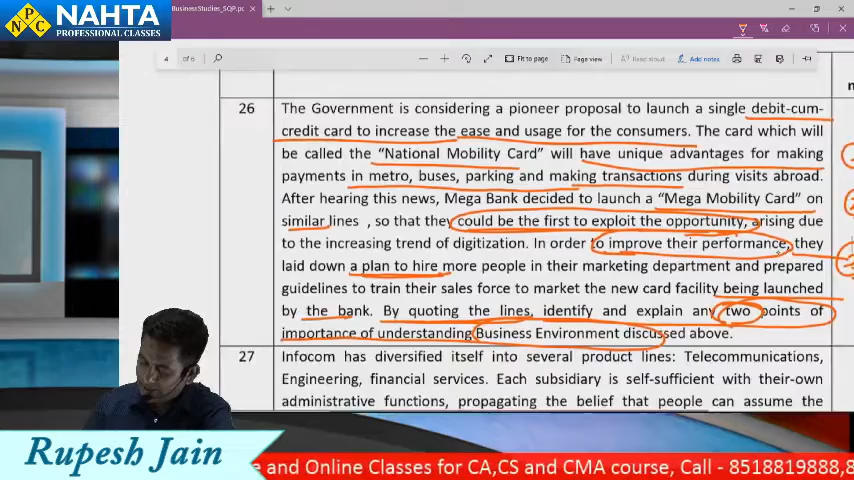 NPC
NAHTA
PROFESSIONAL CLASSES
BusinessStudies_SQP.pc
4 of 6
Fit to page
Page view
Read aloud
Add notes
26
The Government is considering a pioneer proposal to launch a single debit-cum-
credit card to increase the ease and usage for the consumers. The card which will
be called the “National Mobility Card” will have unique advantages for making
payments in metro, buses, parking and making transactions during visits abroad.
After hearing this news, Mega Bank decided to launch a “Mega Mobility Card” on
similar lines , so that they could be the first to exploit the opportunity, arising due
to the increasing trend of digitization. In order to improve their performance, they
laid down a plan to hire more people in their marketing department and prepared
guidelines to train their sales force to market the new card facility being launched
by the bank. By quoting the lines, identify and explain any two points of
importance of understanding Business Environment discussed above.
27
Infocom has diversified itself into several product lines: Telecommunications,
Engineering, financial services. Each subsidiary is self-sufficient with their own
administrative functions, propagating the belief that people can assume the
Rupesh Jain
e and Online Classes for CA,CS and CMA course, Call - 8518819888,8